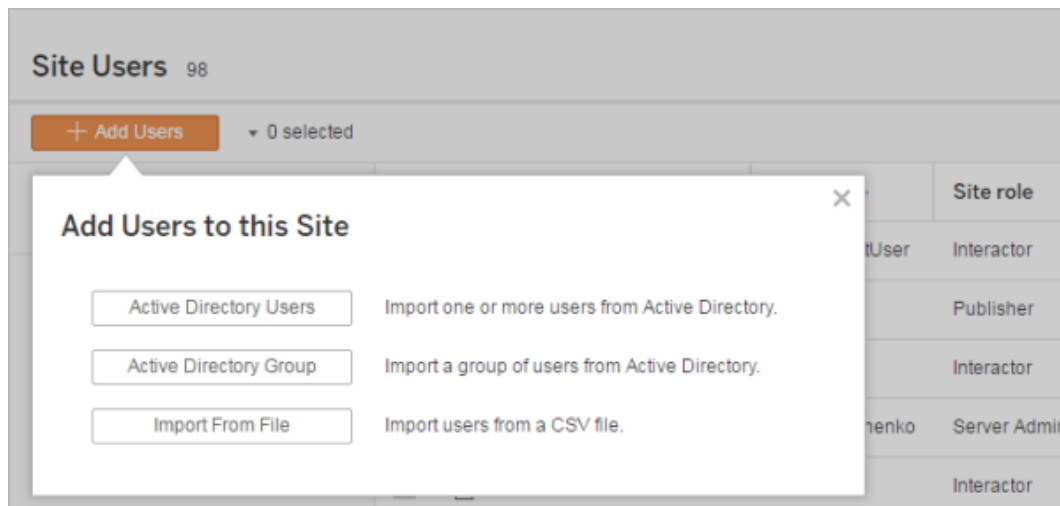 Site Users 98
+ Add Users 0 selected
Add Users to this Site
Active Directory Users Import one or more users from Active Directory.
Active Directory Group Import a group of users from Active Directory.
Import From File Import users from a CSV file.
Site role
Interactor
Publisher
Interactor
Server Admi
Interactor